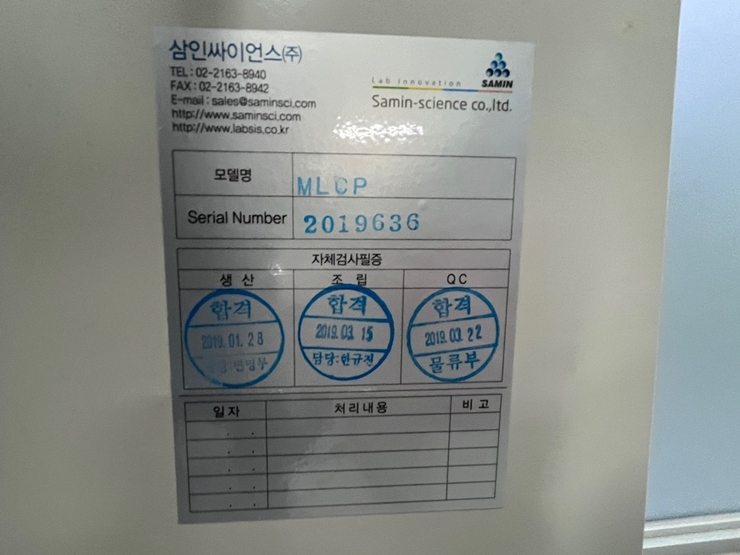 삼인싸이언스(주)
TEL : 02-2163-8940
FAX : 02-2163-8942
E-mail : sales@saminsci.com
http://www.saminsci.com
http://www.labsis.co.kr
Lab innovation
SAMIN
Samin-science co.,ltd.
모델명 MLCP
Serial Number 2019636
자체검사필증
생 산 조 립 QC
합격 합격 합격
2019.01.28 2019.03.15 2019.03.22
담당:한규진 물류부
일 자 처 리 내 용 비 고